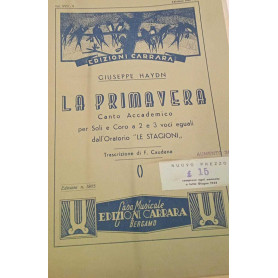 EDIZIONI CARRARA
GIUSEPPE HAYDN
LA PRIMAVERA
Canto Accademico
per Soli e Coro a 2 e 3 voci eguali
dall'Oratorio "LE STAGIONI"
Trascrizione di F. Caudana
NUOVO PREZZO
15
Casa Musicale
EDIZIONI CARRARA
BERGAMO